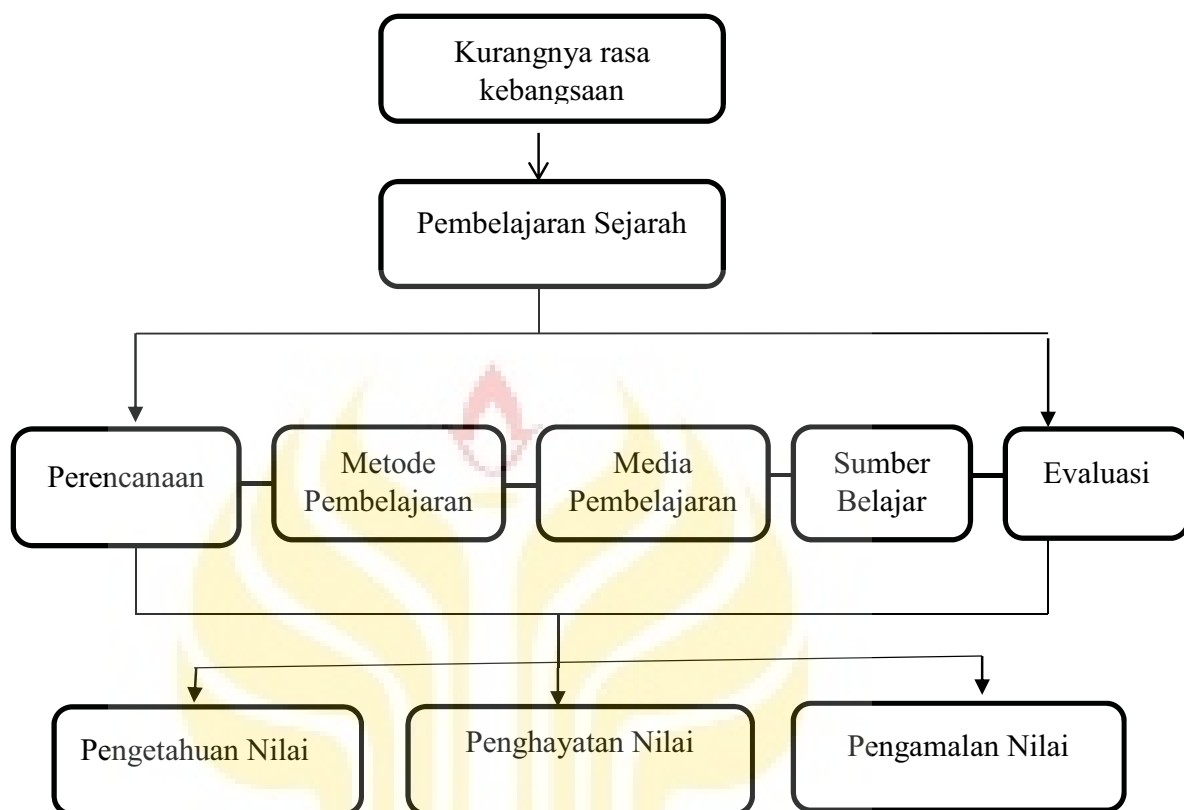 Kurangnya rasa
kebangsaan
Pembelajaran Sejarah
Perencanaan
Metode
Pembelajaran
Media
Pembelajaran
Sumber
Belajar
Evaluasi
Pengetahuan Nilai
Penghayatan Nilai
Pengamalan Nilai